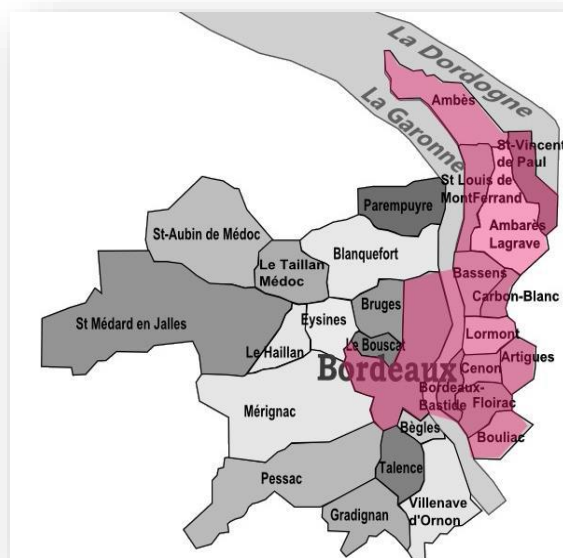 La Dordogne
La Garonne
Ambès
St-Vincent
de Paul
St Louis de
MontFerrand
Parempuyre
Ambarès
Lagrave
St-Aubin de Médoc
Blanquefort
Le Taillan
Médoc
Bassens
Carbon-Blanc
Bruges
St Médard en Jalles
Eysines
Lormont
Le Haillan
Le Bouscat
Artigues
Cenon
Bordeaux
Bordeaux-
Bastide
Floirac
Mérignac
Bègles
Bouliac
Talence
Pessac
Villenave
d'Ornon
Gradignan